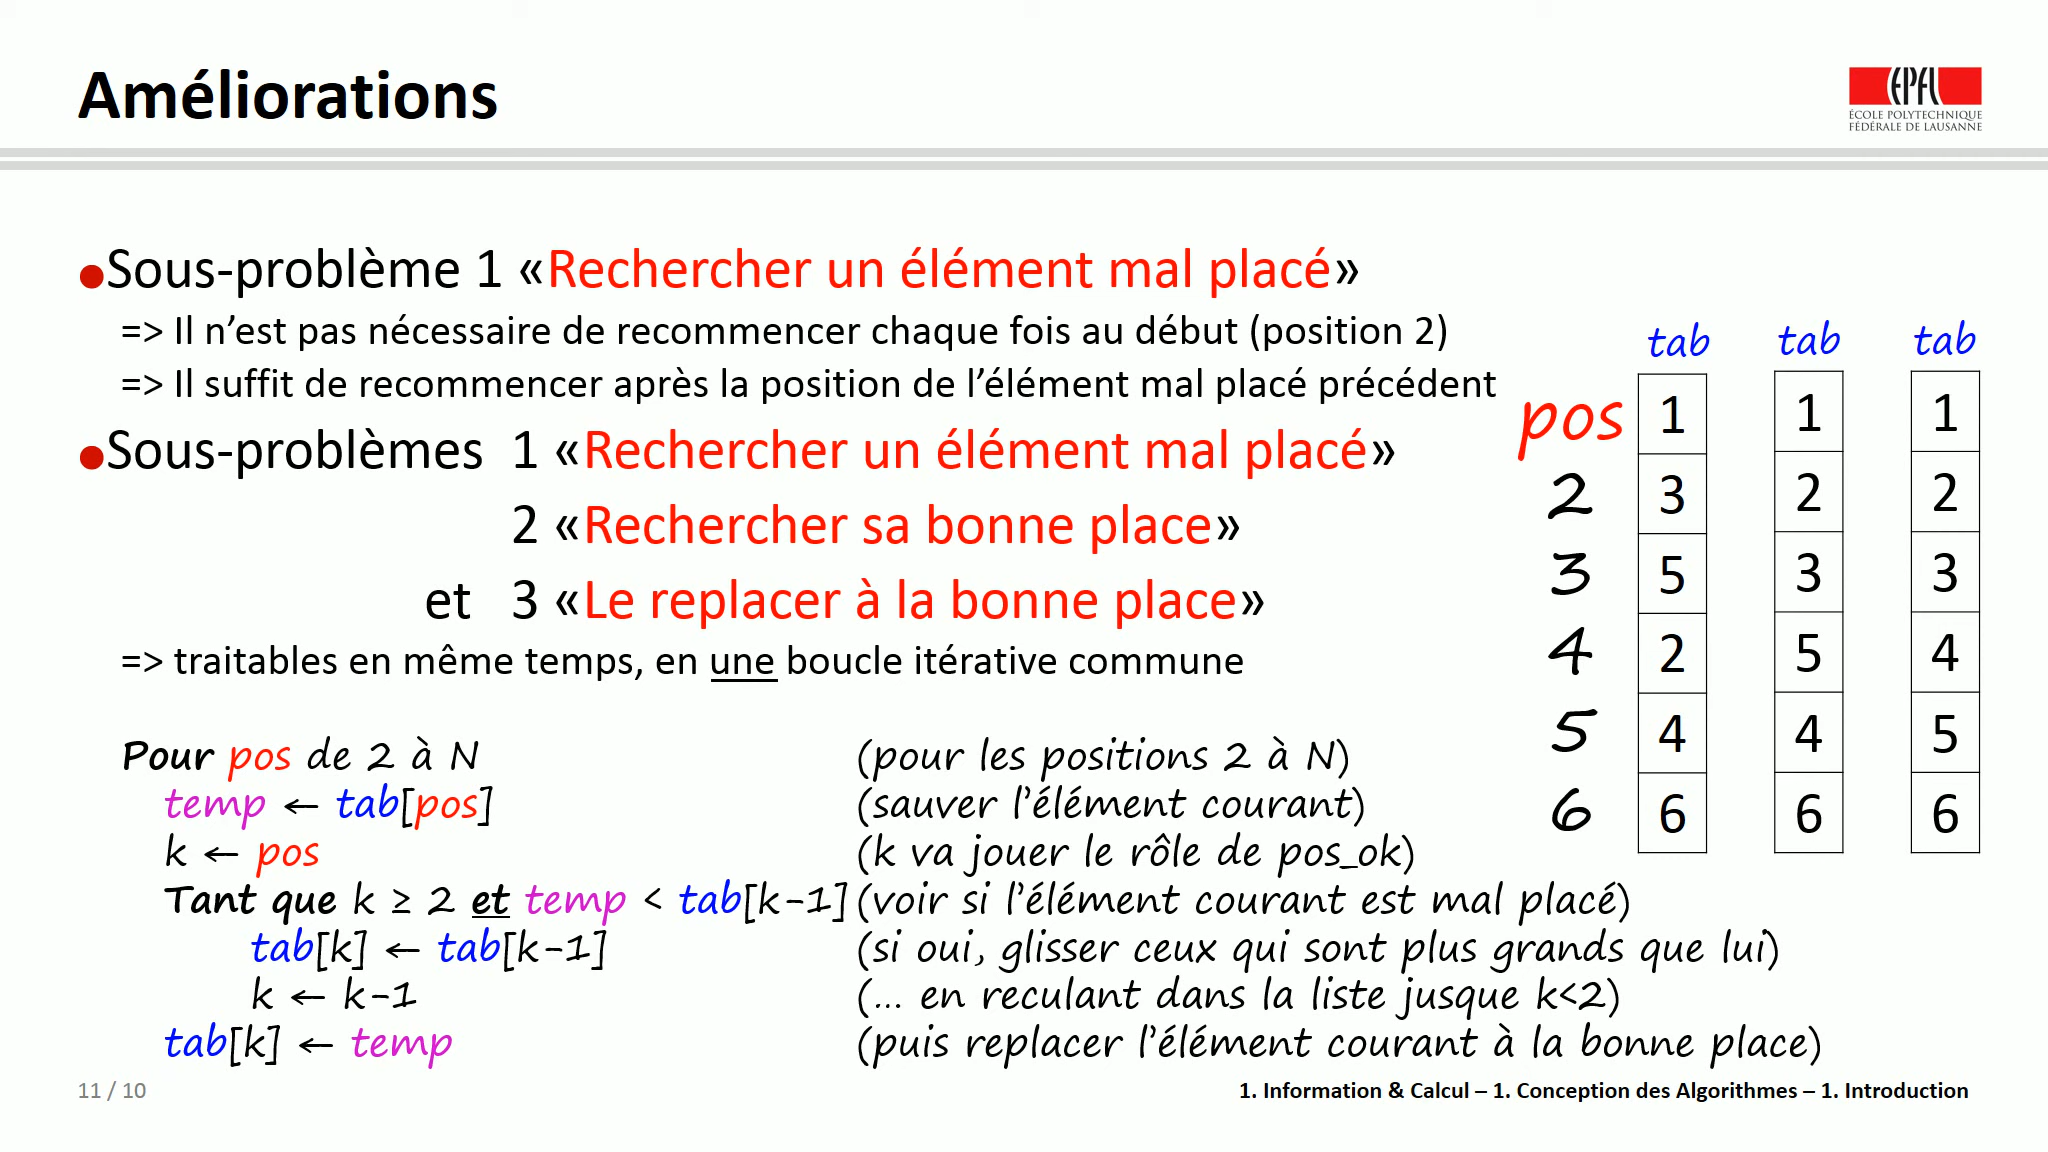 Améliorations
EPFL
ÉCOLE POLYTECHNIQUE
FÉDÉRALE DE LAUSANNE
●Sous-problème 1 «Rechercher un élément mal placé»
=> Il n’est pas nécessaire de recommencer chaque fois au début (position 2)
=> Il suffit de recommencer après la position de l’élément mal placé précédent
●Sous-problèmes 1 «Rechercher un élément mal placé»
2 «Rechercher sa bonne place»
et 3 «Le replacer à la bonne place»
=> traitables en même temps, en une boucle itérative commune
tab tab tab
pos 1 1 1
2 3 2 2
3 5 3 3
4 2 5 4
5 4 4 5
6 6 6 6
Pour pos de 2 à N (pour les positions 2 à N)
temp ← tab[pos] (sauver l’élément courant)
k ← pos (k va jouer le rôle de pos_ok)
Tant que k ≥ 2 et temp < tab[k-1] (voir si l’élément courant est mal placé)
tab[k] ← tab[k-1] (si oui, glisser ceux qui sont plus grands que lui)
k ← k-1 (... en reculant dans la liste jusque k<2)
tab[k] ← temp (puis replacer l’élément courant à la bonne place)
11 / 10
1. Information & Calcul – 1. Conception des Algorithmes – 1. Introduction